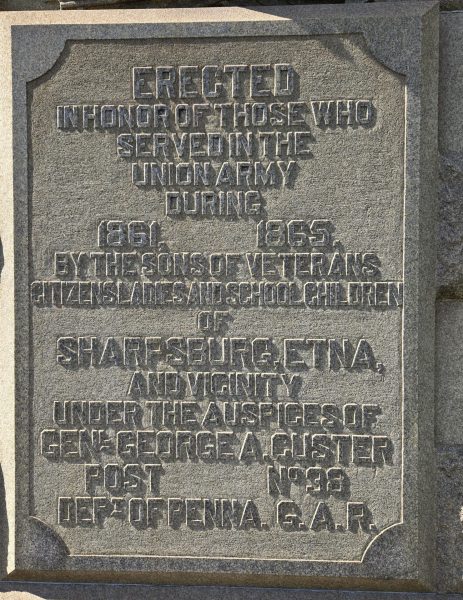 ERECTED
IN HONOR OF THOSE WHO
SERVED IN THE
UNION ARMY
DURING
1861. 1865.
BY THE SONS OF VETERANS
CITIZENS LADIES AND SCHOOL CHILDREN
OF
SHARPSBURG, ETNA,
AND VICINITY
UNDER THE AUSPICES OF
GENL GEORGE A. CUSTER
POST No 38
DEPT OF PENNA. G.A.R.